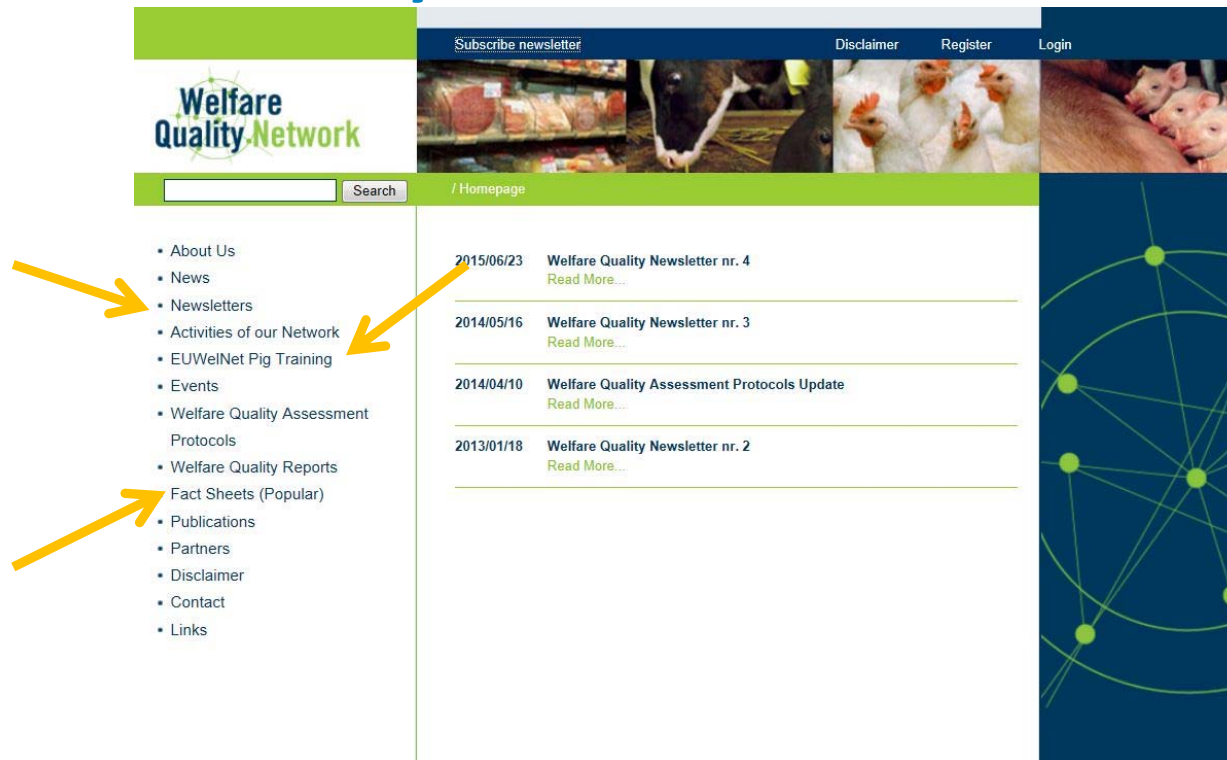 Subscribe newsletter Disclaimer Register Login
Welfare
Quality Network
Search
/ Homepage
About Us
News
Newsletters
Activities of our Network
EUWelNet Pig Training
Events
Welfare Quality Assessment
Protocols
Welfare Quality Reports
Fact Sheets (Popular)
Publications
Partners
Disclaimer
Contact
Links
2015/06/23 Welfare Quality Newsletter nr. 4
Read More...
2014/05/16 Welfare Quality Newsletter nr. 3
Read More...
2014/04/10 Welfare Quality Assessment Protocols Update
Read More...
2013/01/18 Welfare Quality Newsletter nr. 2
Read More...